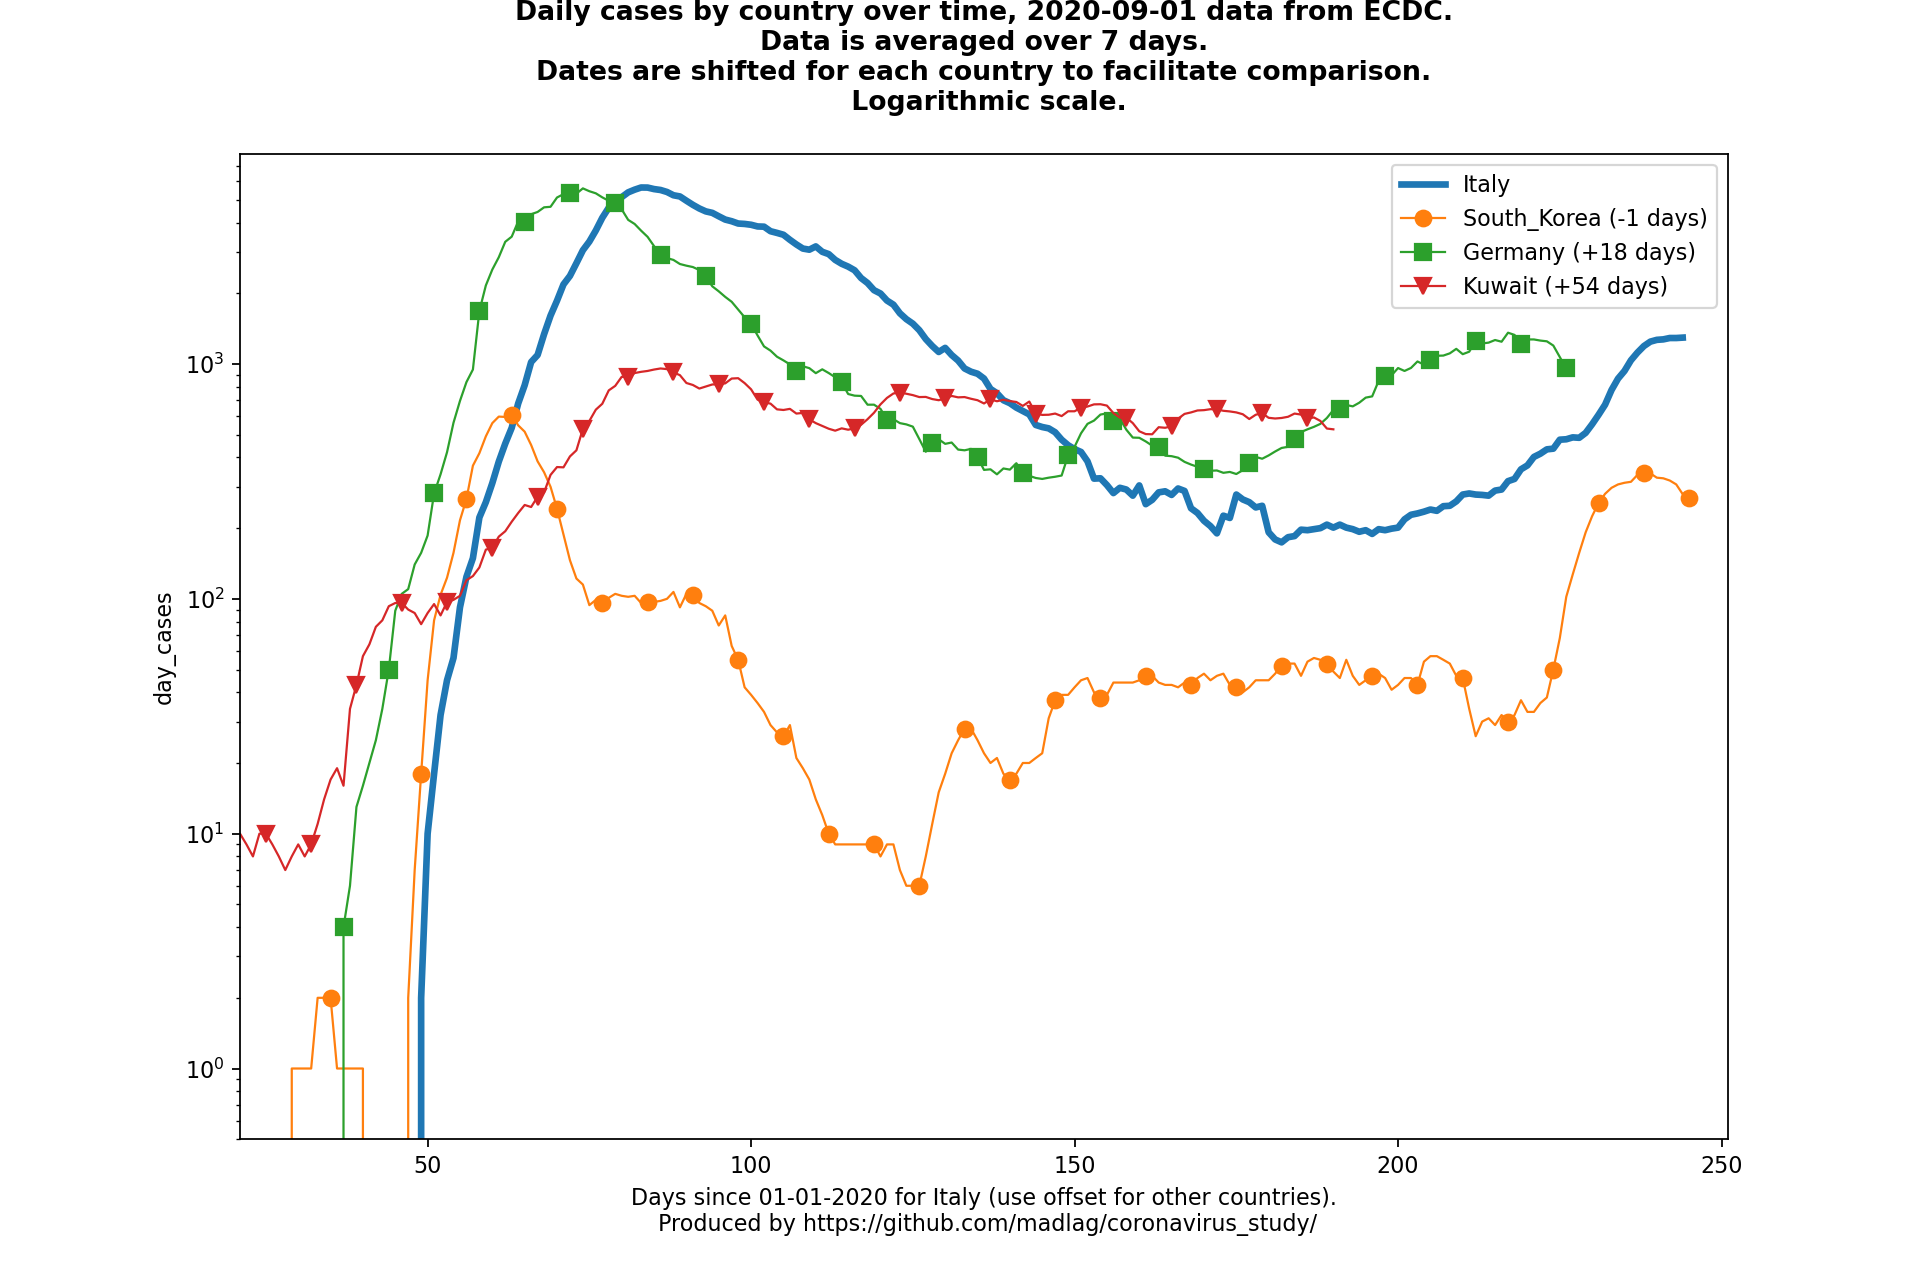 Daily cases by country over time, 2020-09-01 data from ECDC.
Data is averaged over 7 days.
Dates are shifted for each country to facilitate comparison.
Logarithmic scale.
Italy
South_Korea (-1 days)
Germany (+18 days)
Kuwait (+54 days)
day_cases
10³
10²
10¹
10⁰
50
100
150
200
250
Days since 01-01-2020 for Italy (use offset for other countries).
Produced by https://github.com/madlag/coronavirus_study/